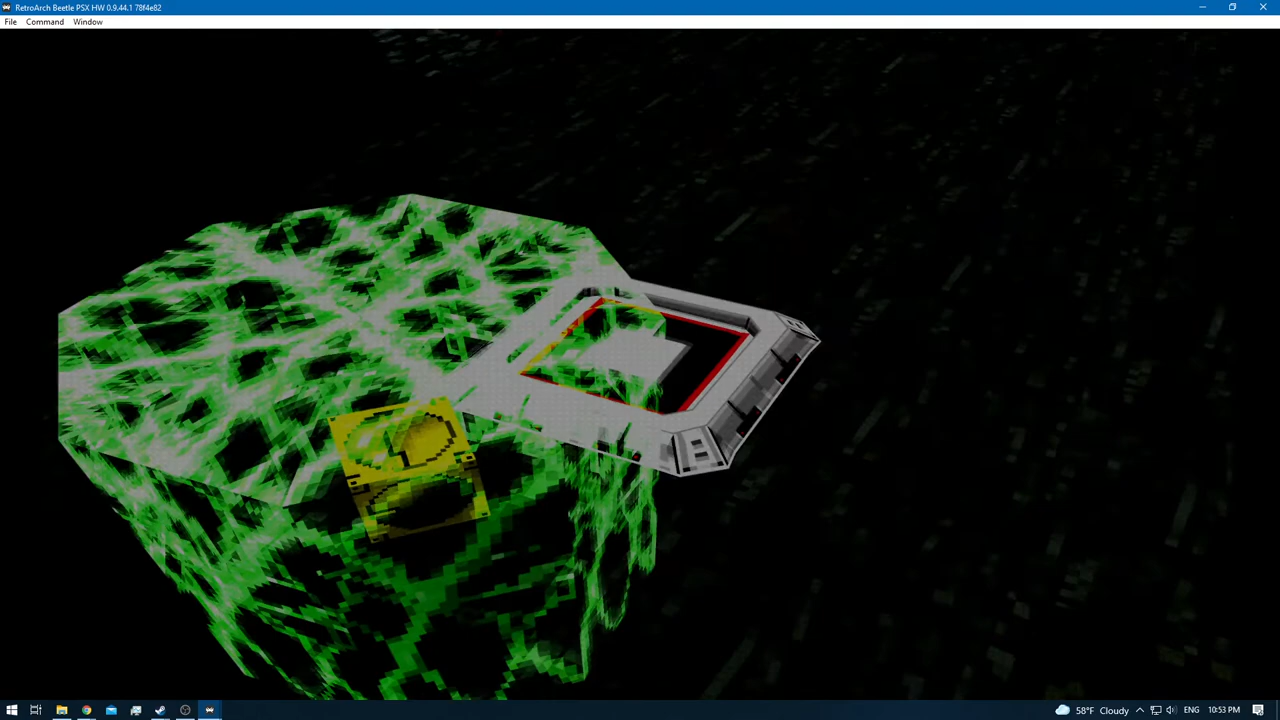 RetroArch Beetle PSX HW 0.9.44.1 78f4e82
File Command Window
58°F Cloudy ENG 10:53 PM